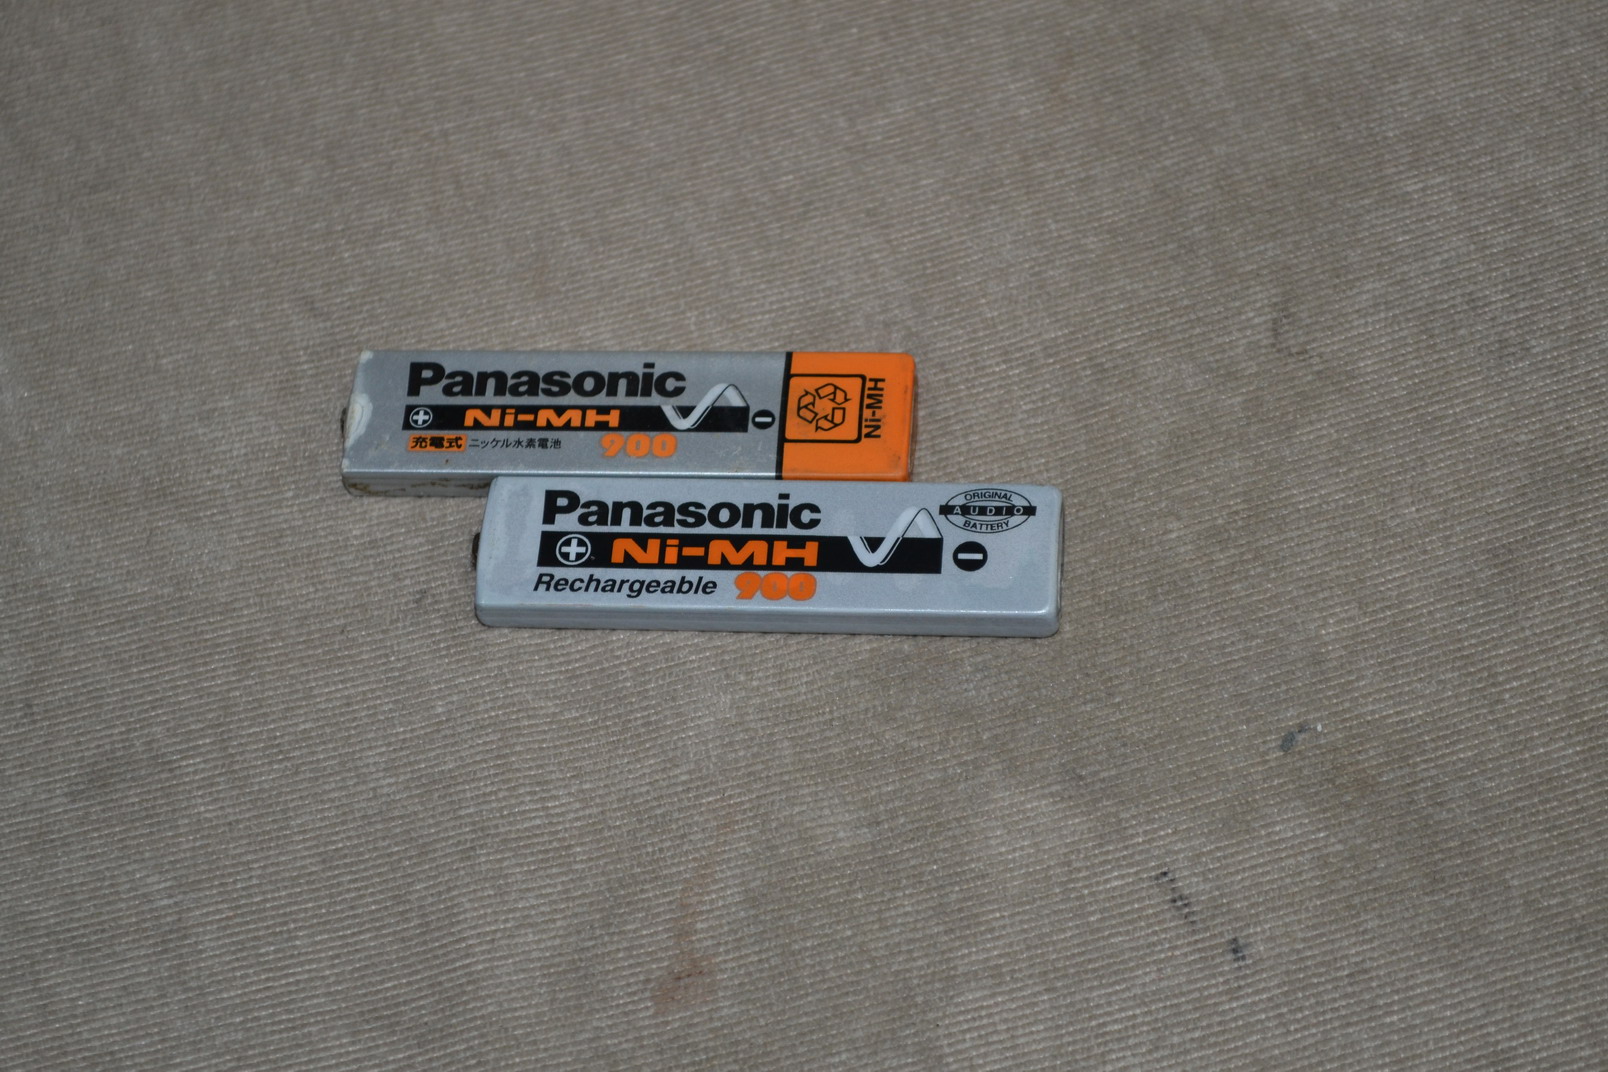 Panasonic
Ni-MH
充電式 ニッケル水素電池 900
Ni-MH
Panasonic
Ni-MH
Rechargeable 900
ORIGINAL
AUDIO
BATTERY